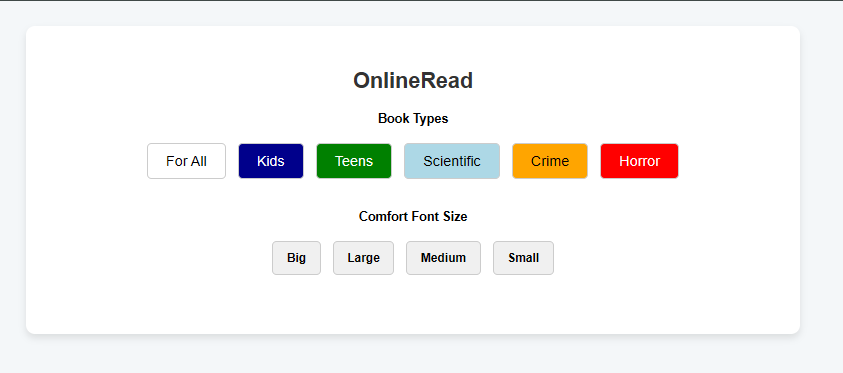 OnlineRead
Book Types
For All Kids Teens Scientific Crime Horror
Comfort Font Size
Big Large Medium Small